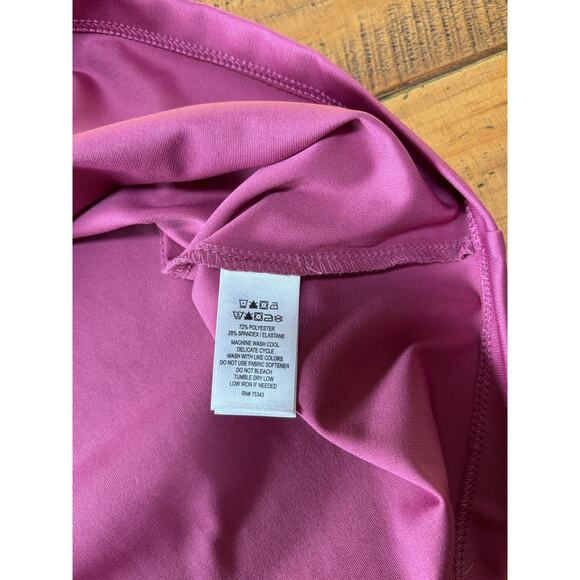 72% POLYESTER
28% SPANDEX / ELASTANE
MACHINE WASH COOL-
DELICATE CYCLE
WASH WITH LIKE COLORS
DO NOT USE FABRIC SOFTENER
DO NOT BLEACH
TUMBLE DRY LOW
LOW IRON IF NEEDED
RN# 75343